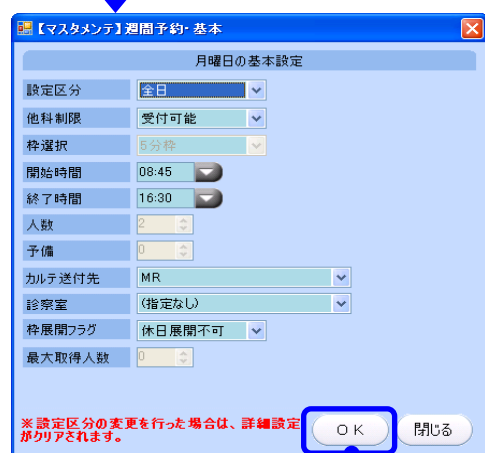 【マスタメンテ】週間予約-基本
月曜日の基本設定
設定区分 全日
他科制限 受付可能
枠選択 5分枠
開始時間 08:45
終了時間 16:30
人数 2
予備 0
カルテ送付先 MR
診察室 (指定なし)
枠展開フラグ 休日展開不可
最大取得人数 0
※設定区分の変更を行った場合は、詳細設定
がクリアされます。
OK 閉じる